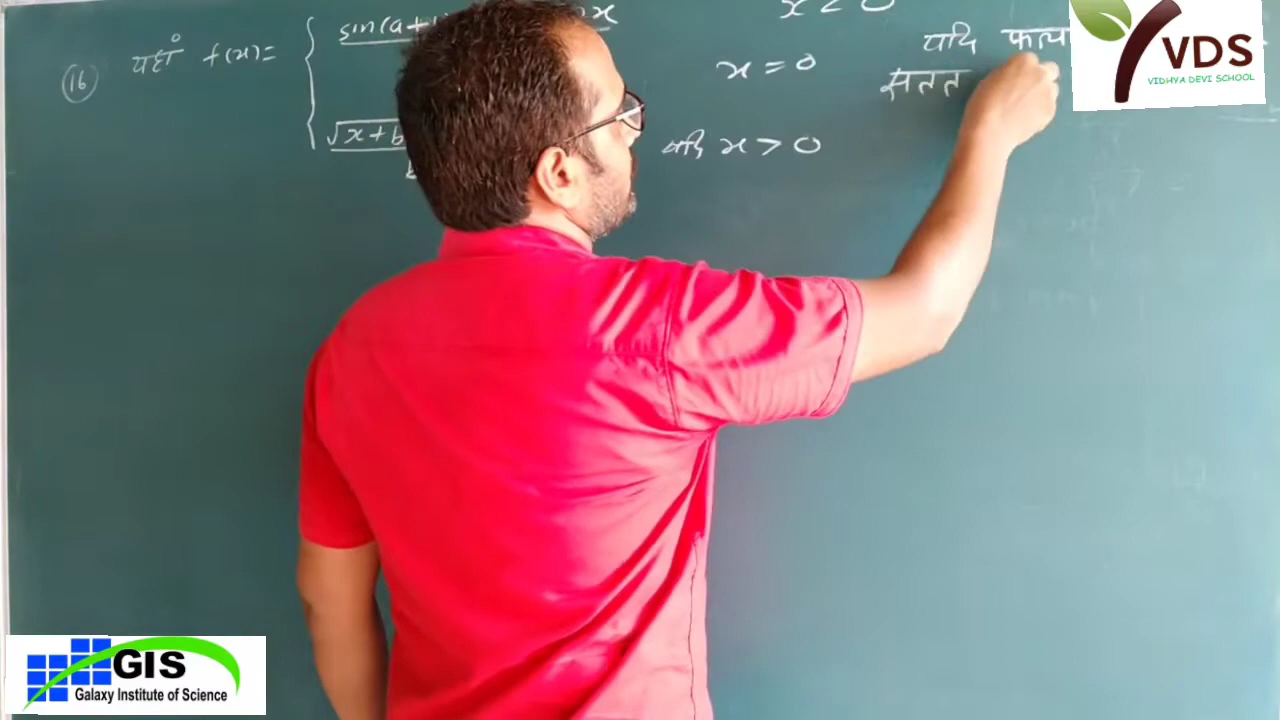 (16) यहाँ f(x)= sin(a+ x x<0
x=0
√x+b यदि x>0
यदि फल
सतत
VDS
VIDHYA DEVI SCHOOL
GIS
Galaxy Institute of Science